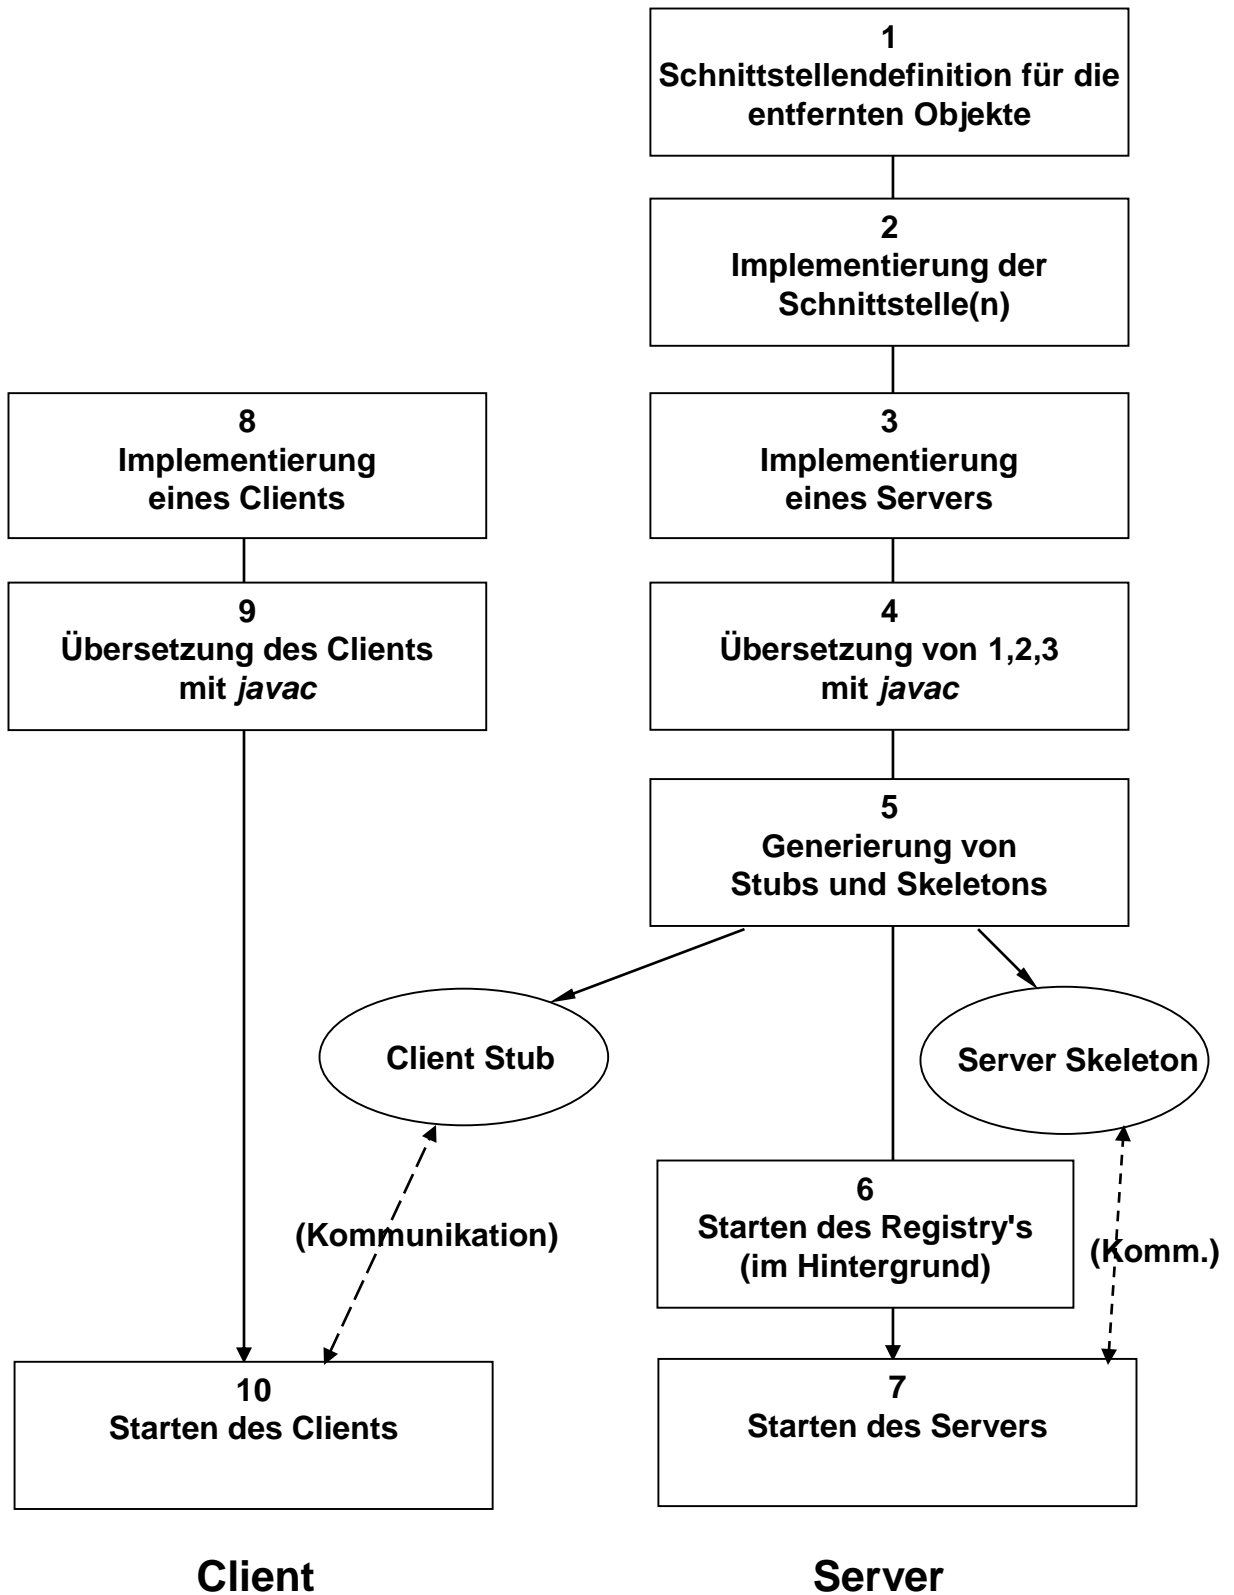 1
Schnittstellendefinition für die
entfernten Objekte
2
Implementierung der
Schnittstelle(n)
3
Implementierung
eines Servers
4
Übersetzung von 1,2,3
mit javac
5
Generierung von
Stubs und Skeletons
Client Stub
Server Skeleton
6
Starten des Registry's
(im Hintergrund)
(Komm.)
7
Starten des Servers
8
Implementierung
eines Clients
9
Übersetzung des Clients
mit javac
(Kommunikation)
10
Starten des Clients
Client
Server